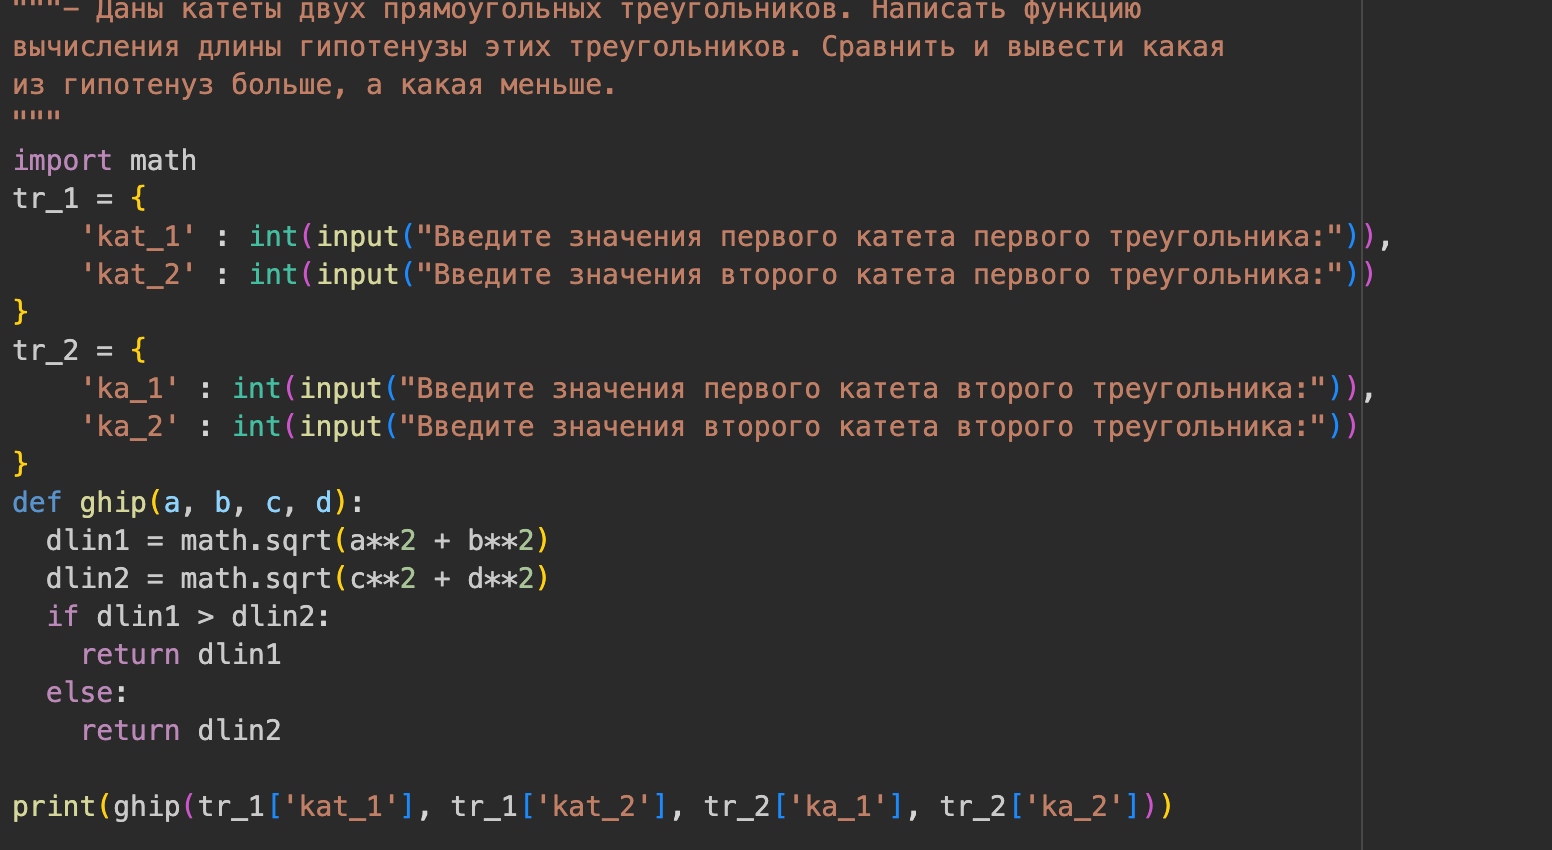 """– Даны катеты двух прямоугольных треугольников. Написать функцию
вычисления длины гипотенузы этих треугольников. Сравнить и вывести какая
из гипотенуз больше, а какая меньше.
"""
import math
tr_1 = {
    'kat_1' : int(input("Введите значения первого катета первого треугольника:")),
    'kat_2' : int(input("Введите значения второго катета первого треугольника:"))
}
tr_2 = {
    'ka_1' : int(input("Введите значения первого катета второго треугольника:")),
    'ka_2' : int(input("Введите значения второго катета второго треугольника:"))
}
def ghip(a, b, c, d):
  dlin1 = math.sqrt(a**2 + b**2)
  dlin2 = math.sqrt(c**2 + d**2)
  if dlin1 > dlin2:
    return dlin1
  else:
    return dlin2

print(ghip(tr_1['kat_1'], tr_1['kat_2'], tr_2['ka_1'], tr_2['ka_2']))